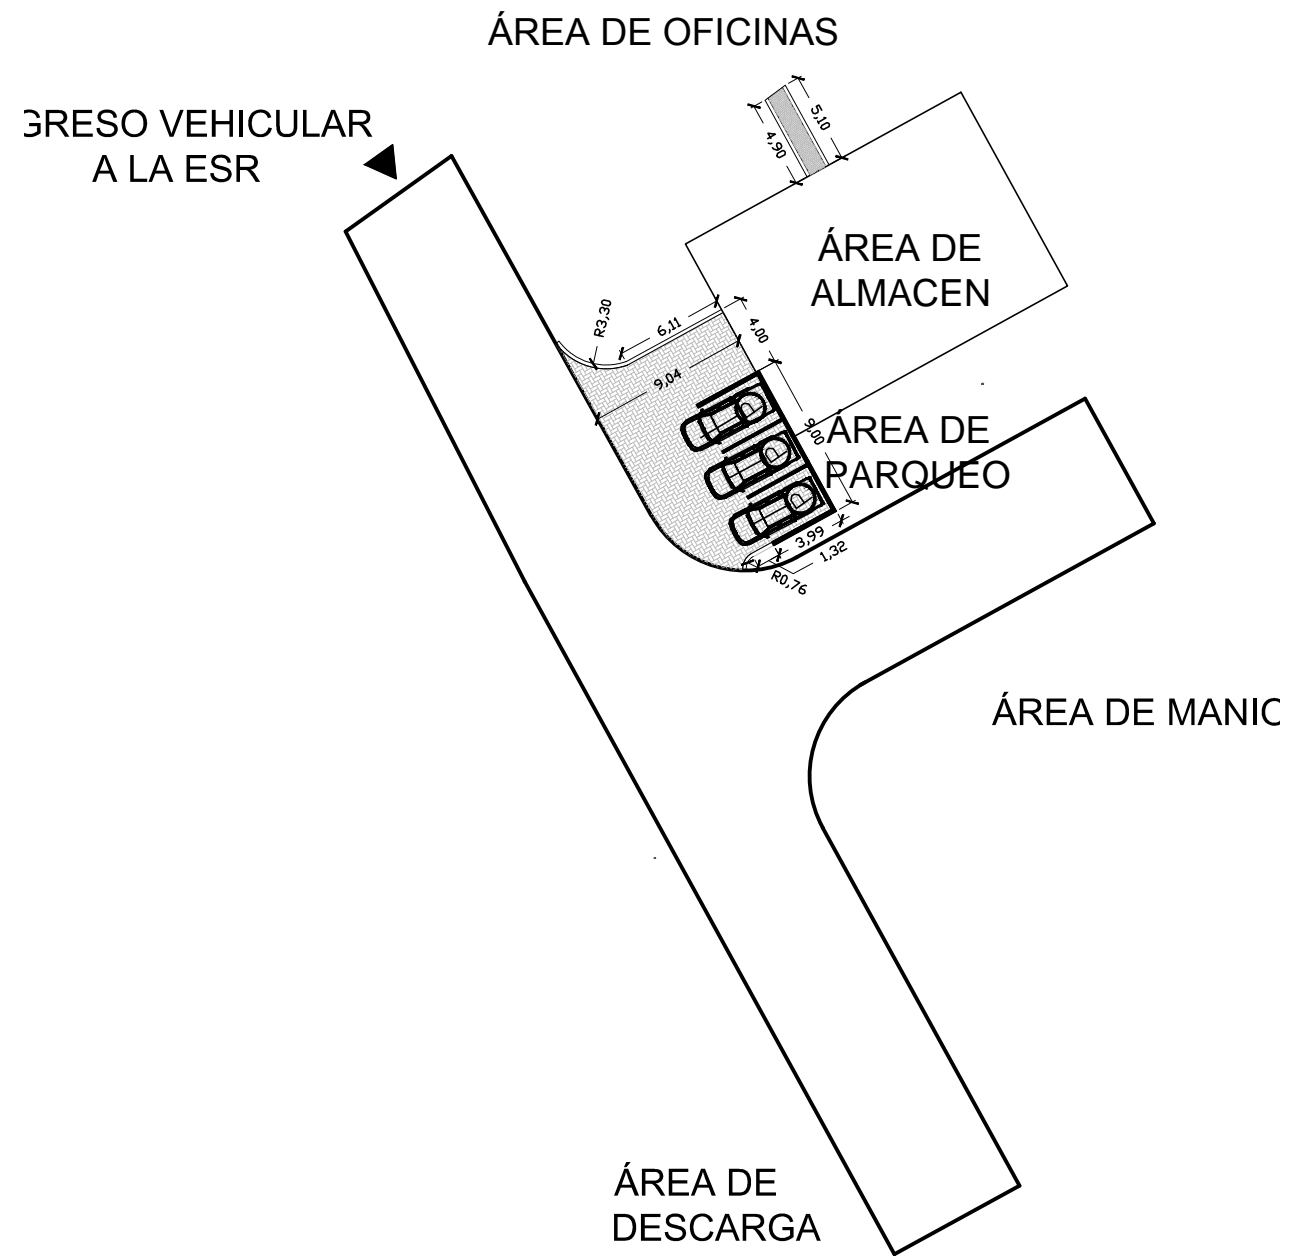 ÁREA DE OFICINAS
GRESO VEHICULAR
A LA ESR
5,10
4,90
ÁREA DE
ALMACEN
R3,30
6,11
4,00
9,04
9,00
ÁREA DE
PARQUEO
3,99
1,32
R0,76
ÁREA DE MANIC
ÁREA DE
DESCARGA